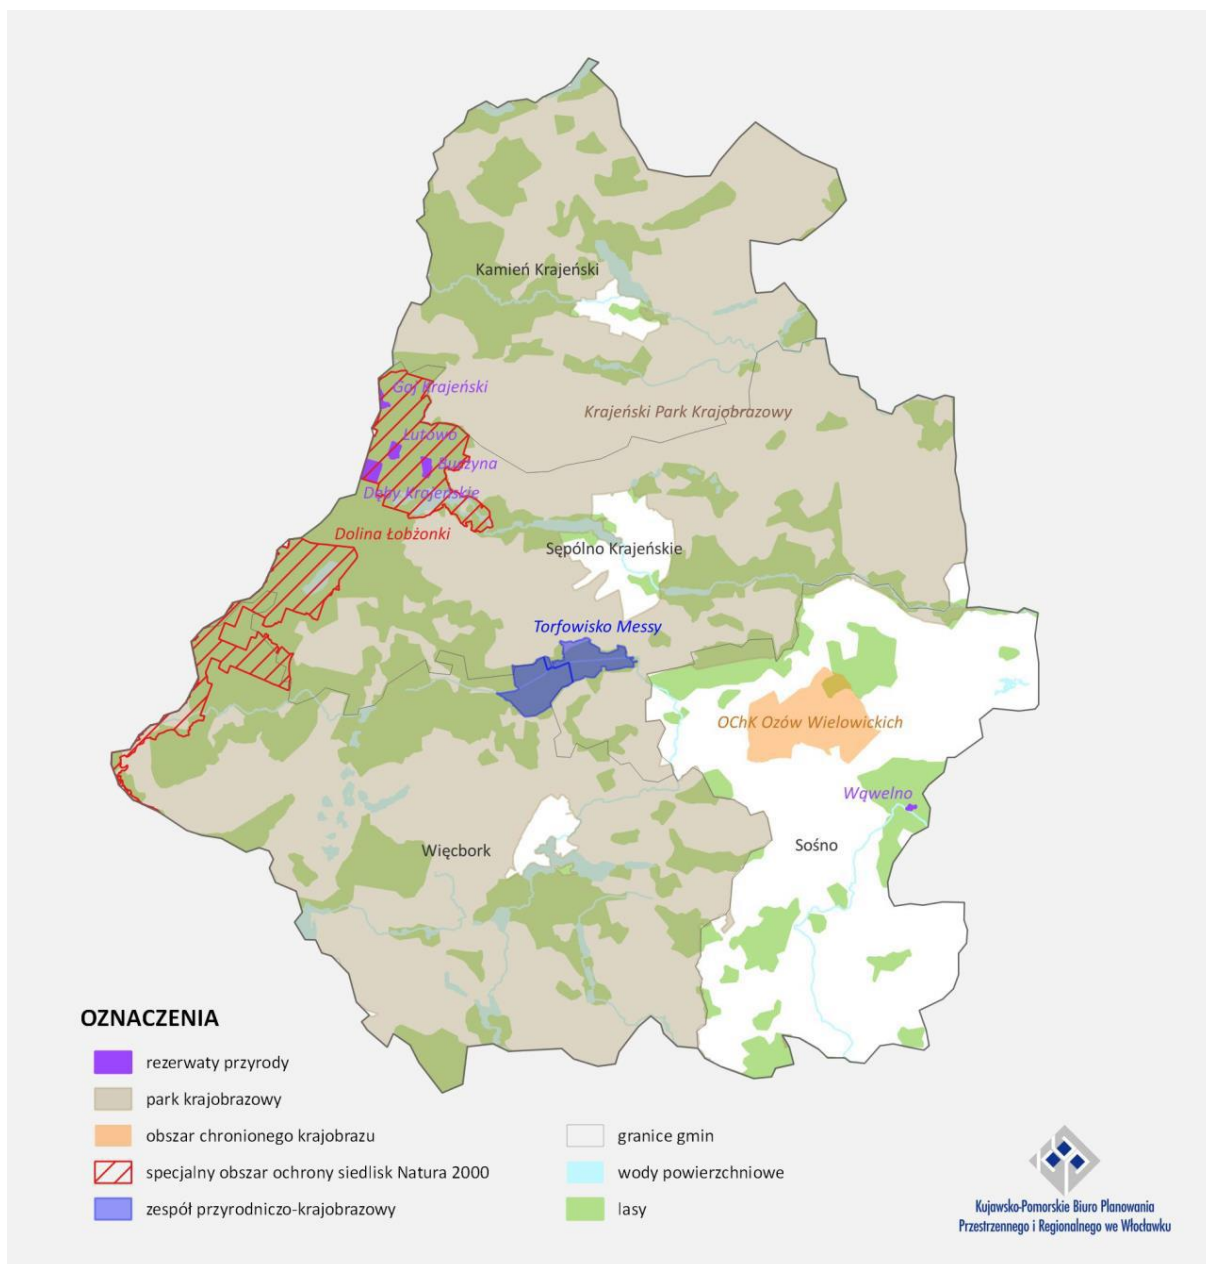 Kamień Krajeński
Gaj Krajeński
Krajeński Park Krajobrazowy
Lutowo
Buczyna
Dęby Krajeńskie
Dolina Łobżonki
Sępólno Krajeńskie
Torfowisko Messy
OChK Ozów Wielowickich
Wąwelno
Więcbork
Sośno
OZNACZENIA
rezerwaty przyrody
park krajobrazowy
obszar chronionego krajobrazu
specjalny obszar ochrony siedlisk Natura 2000
zespół przyrodniczo-krajobrazowy
granice gmin
wody powierzchniowe
lasy
Kujawsko-Pomorskie Biuro Planowania
Przestrzennego i Regionalnego we Włocławku